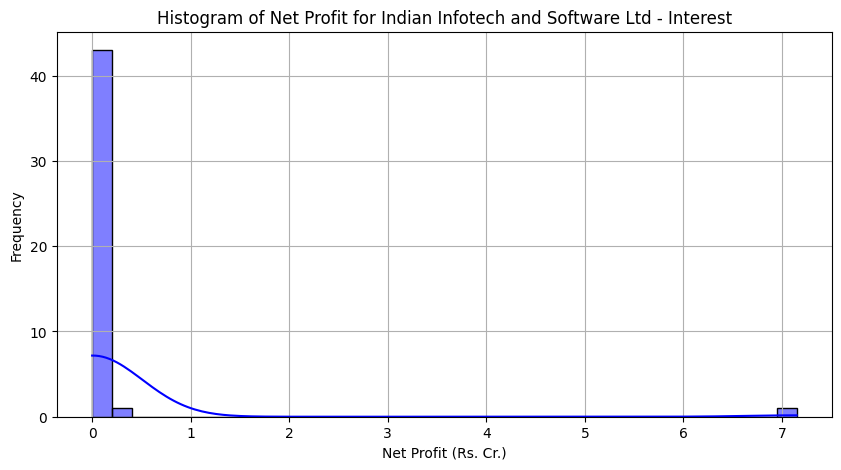 Histogram of Net Profit for Indian Infotech and Software Ltd - Interest
Frequency
40
30
20
10
0
0 1 2 3 4 5 6 7
Net Profit (Rs. Cr.)